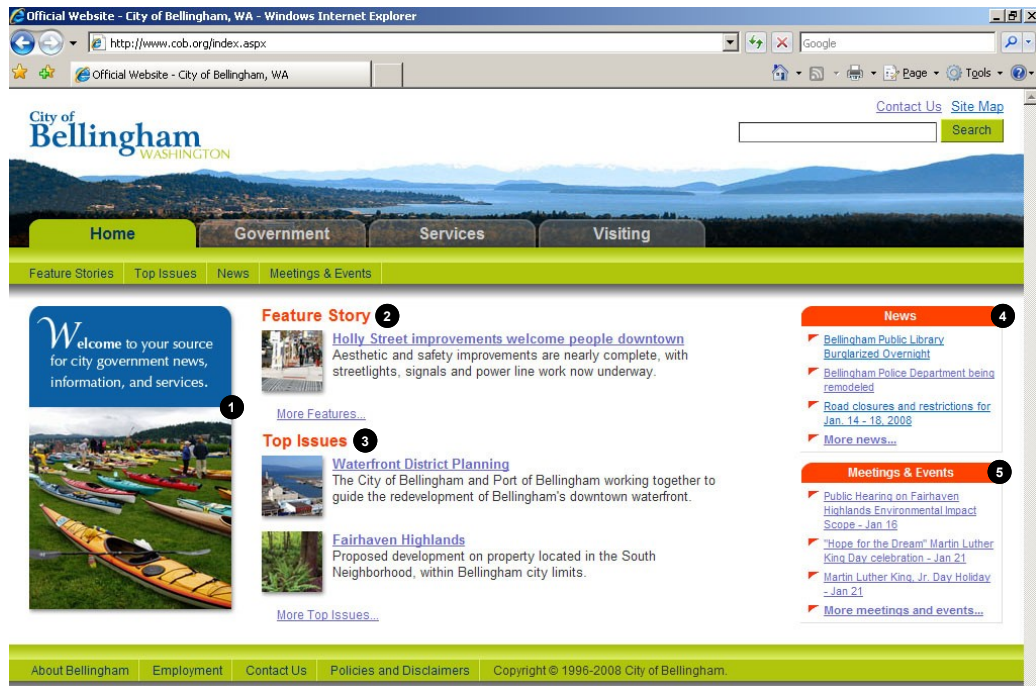 Official Website - City of Bellingham, WA - Windows Internet Explorer
http://www.cob.org/index.aspx
Google
Official Website - City of Bellingham, WA
Page
Tools
Contact Us Site Map
City of
Bellingham
WASHINGTON
Search
Home Government Services Visiting
Feature Stories Top Issues News Meetings & Events
Welcome to your source
for city government news,
information, and services.
1
Feature Story 2
Holly Street improvements welcome people downtown
Aesthetic and safety improvements are nearly complete, with
streetlights, signals and power line work now underway.
More Features...
Top Issues 3
Waterfront District Planning
The City of Bellingham and Port of Bellingham working together to
guide the redevelopment of Bellingham's downtown waterfront.
Fairhaven Highlands
Proposed development on property located in the South
Neighborhood, within Bellingham city limits.
More Top Issues...
News 4
Bellingham Public Library
Burglarized Overnight
Bellingham Police Department being
remodeled
Road closures and restrictions for
Jan. 14 - 18, 2008
More news...
Meetings & Events 5
Public Hearing on Fairhaven
Highlands Environmental Impact
Scope - Jan 16
"Hope for the Dream" Martin Luther
King Day celebration - Jan 21
Martin Luther King, Jr. Day Holiday
- Jan 21
More meetings and events...
About Bellingham Employment Contact Us Policies and Disclaimers Copyright © 1996-2008 City of Bellingham.